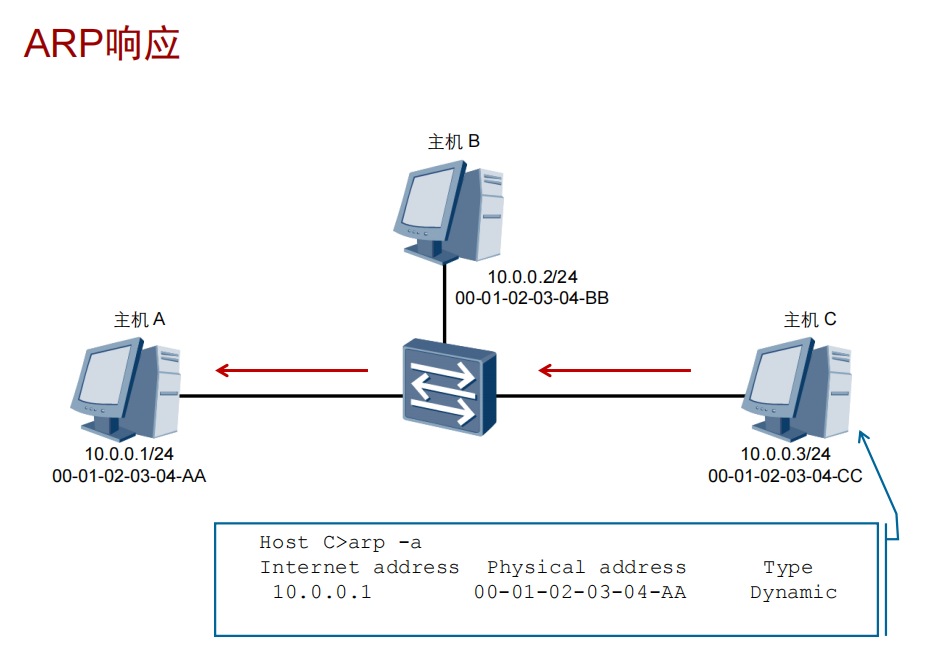 ARP响应
主机 B
10.0.0.2/24
00-01-02-03-04-BB
主机 A
10.0.0.1/24
00-01-02-03-04-AA
主机 C
10.0.0.3/24
00-01-02-03-04-CC
Host C>arp -a
Internet address Physical address Type
10.0.0.1 00-01-02-03-04-AA Dynamic